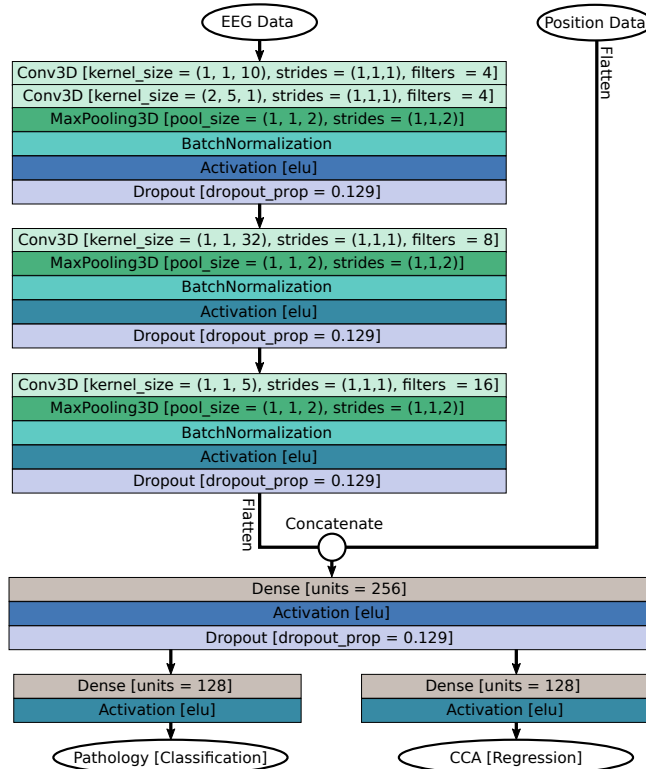 EEG Data
Position Data
Flatten
Conv3D [kernel_size = (1, 1, 10), strides = (1,1,1), filters = 4]
Conv3D [kernel_size = (2, 5, 1), strides = (1,1,1), filters = 4]
MaxPooling3D [pool_size = (1, 1, 2), strides = (1,1,2)]
BatchNormalization
Activation [elu]
Dropout [dropout_prop = 0.129]
Conv3D [kernel_size = (1, 1, 32), strides = (1,1,1), filters = 8]
MaxPooling3D [pool_size = (1, 1, 2), strides = (1,1,2)]
BatchNormalization
Activation [elu]
Dropout [dropout_prop = 0.129]
Conv3D [kernel_size = (1, 1, 5), strides = (1,1,1), filters = 16]
MaxPooling3D [pool_size = (1, 1, 2), strides = (1,1,2)]
BatchNormalization
Activation [elu]
Dropout [dropout_prop = 0.129]
Flatten
Concatenate
Dense [units = 256]
Activation [elu]
Dropout [dropout_prop = 0.129]
Dense [units = 128]
Activation [elu]
Pathology [Classification]
Dense [units = 128]
Activation [elu]
CCA [Regression]